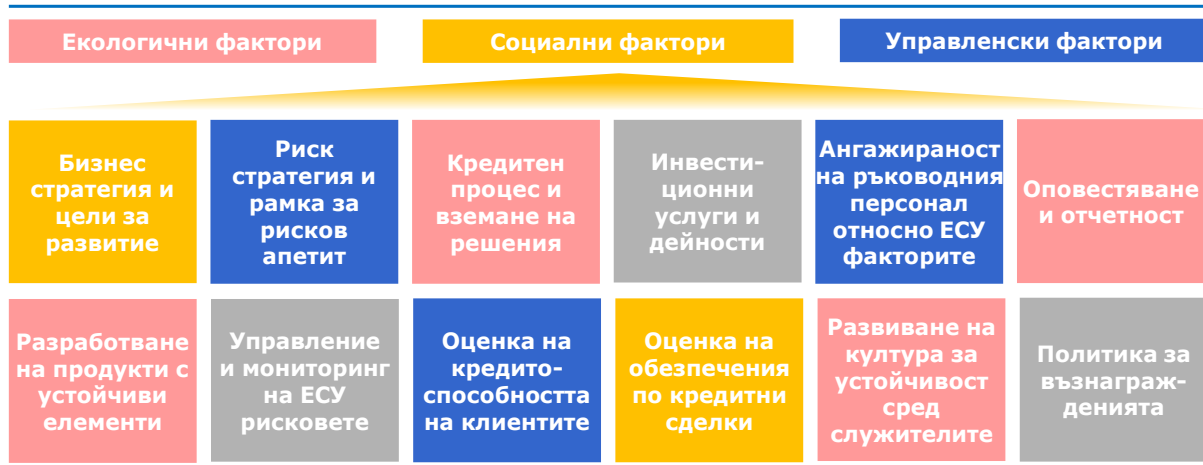 Екологични фактори
Социални фактори
Управленски фактори
Бизнес
стратегия и
цели за
развитие
Риск
стратегия и
рамка за
рисков
апетит
Кредитен
процес и
вземане на
решения
Инвести-
ционни
услуги и
дейности
Ангажираност
на ръководния
персонал
относно ЕСУ
факторите
Оповестяване
и отчетност
Разработване
на продукти с
устойчиви
елементи
Управление
и мониторинг
на ЕСУ
рисковете
Оценка на
кредито-
способността
на клиентите
Оценка на
обезпечения
по кредитни
сделки
Развиване на
култура за
устойчивост
сред
служителите
Политика за
възнаграж-
денията